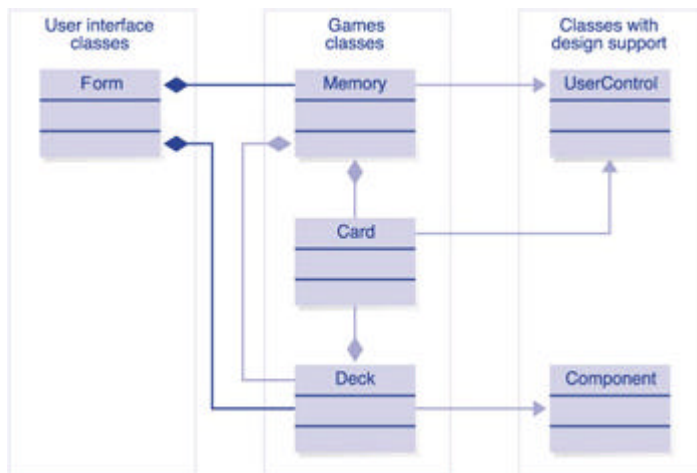 User interface
classes
Games
classes
Classes with
design support
Form
Memory
UserControl
Card
Deck
Component